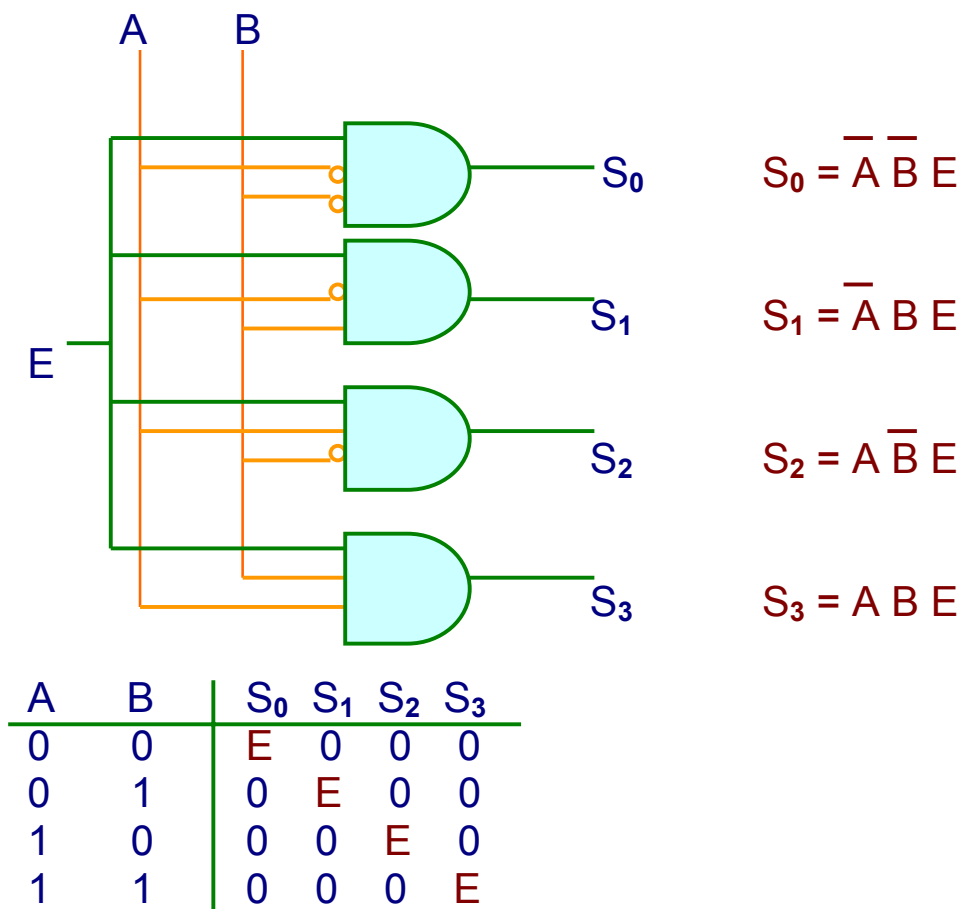 A B
S₀ S₀ = A̅ B̅ E
S₁ S₁ = A̅ B E
E
S₂ S₂ = A B̅ E
S₃ S₃ = A B E
A B S₀ S₁ S₂ S₃
0 0 E 0 0 0
0 1 0 E 0 0
1 0 0 0 E 0
1 1 0 0 0 E